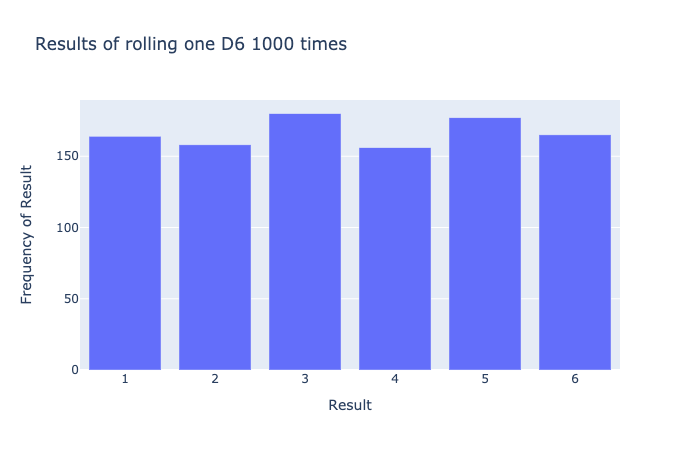 Results of rolling one D6 1000 times
Frequency of Result
150
100
50
0
1 2 3 4 5 6
Result